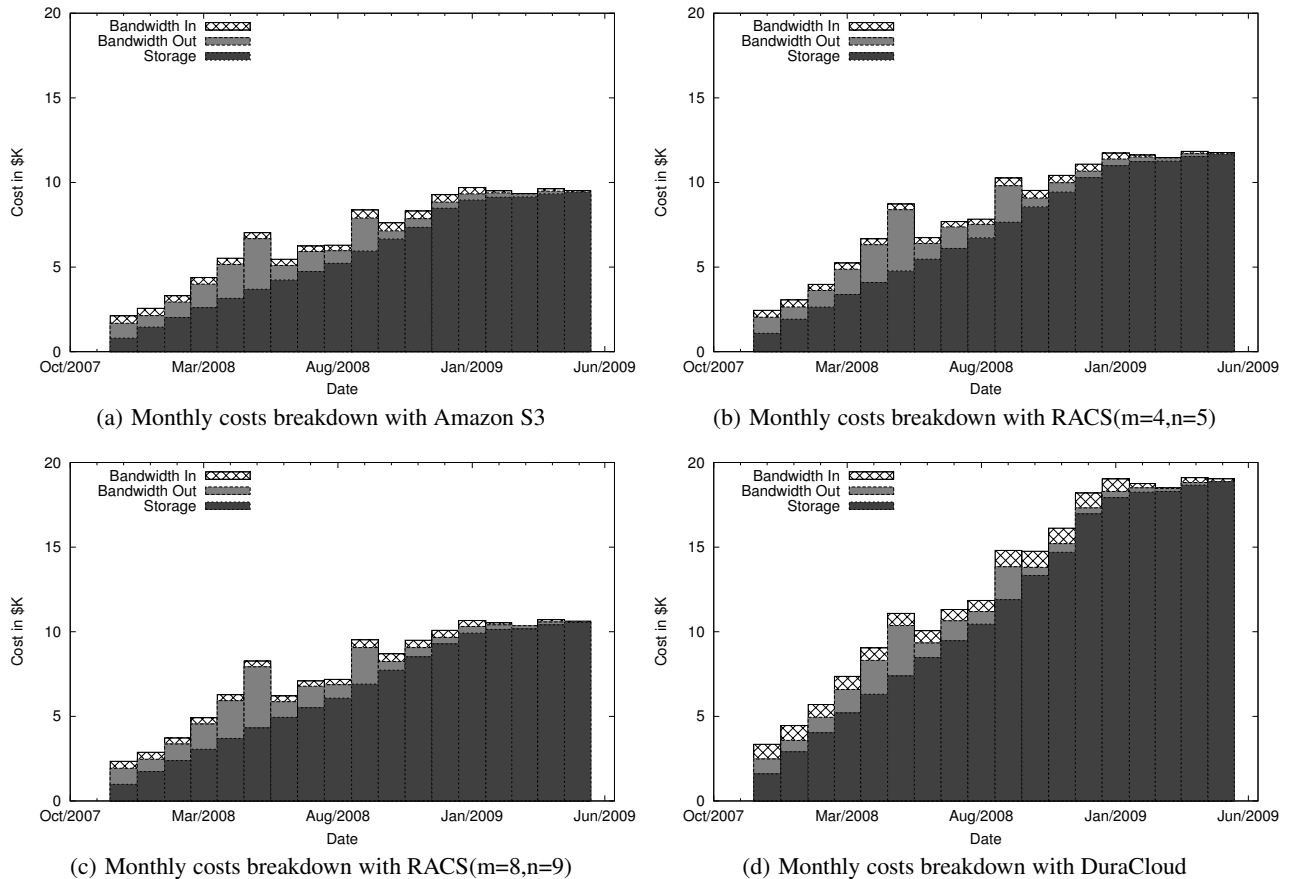 20
15
10
5
0
Cost in $K
Bandwidth In
Bandwidth Out
Storage
Oct/2007 Mar/2008 Aug/2008 Jan/2009 Jun/2009
Date
(a) Monthly costs breakdown with Amazon S3
20
15
10
5
0
Cost in $K
Bandwidth In
Bandwidth Out
Storage
Oct/2007 Mar/2008 Aug/2008 Jan/2009 Jun/2009
Date
(b) Monthly costs breakdown with RACS(m=4,n=5)
20
15
10
5
0
Cost in $K
Bandwidth In
Bandwidth Out
Storage
Oct/2007 Mar/2008 Aug/2008 Jan/2009 Jun/2009
Date
(c) Monthly costs breakdown with RACS(m=8,n=9)
20
15
10
5
0
Cost in $K
Bandwidth In
Bandwidth Out
Storage
Oct/2007 Mar/2008 Aug/2008 Jan/2009 Jun/2009
Date
(d) Monthly costs breakdown with DuraCloud